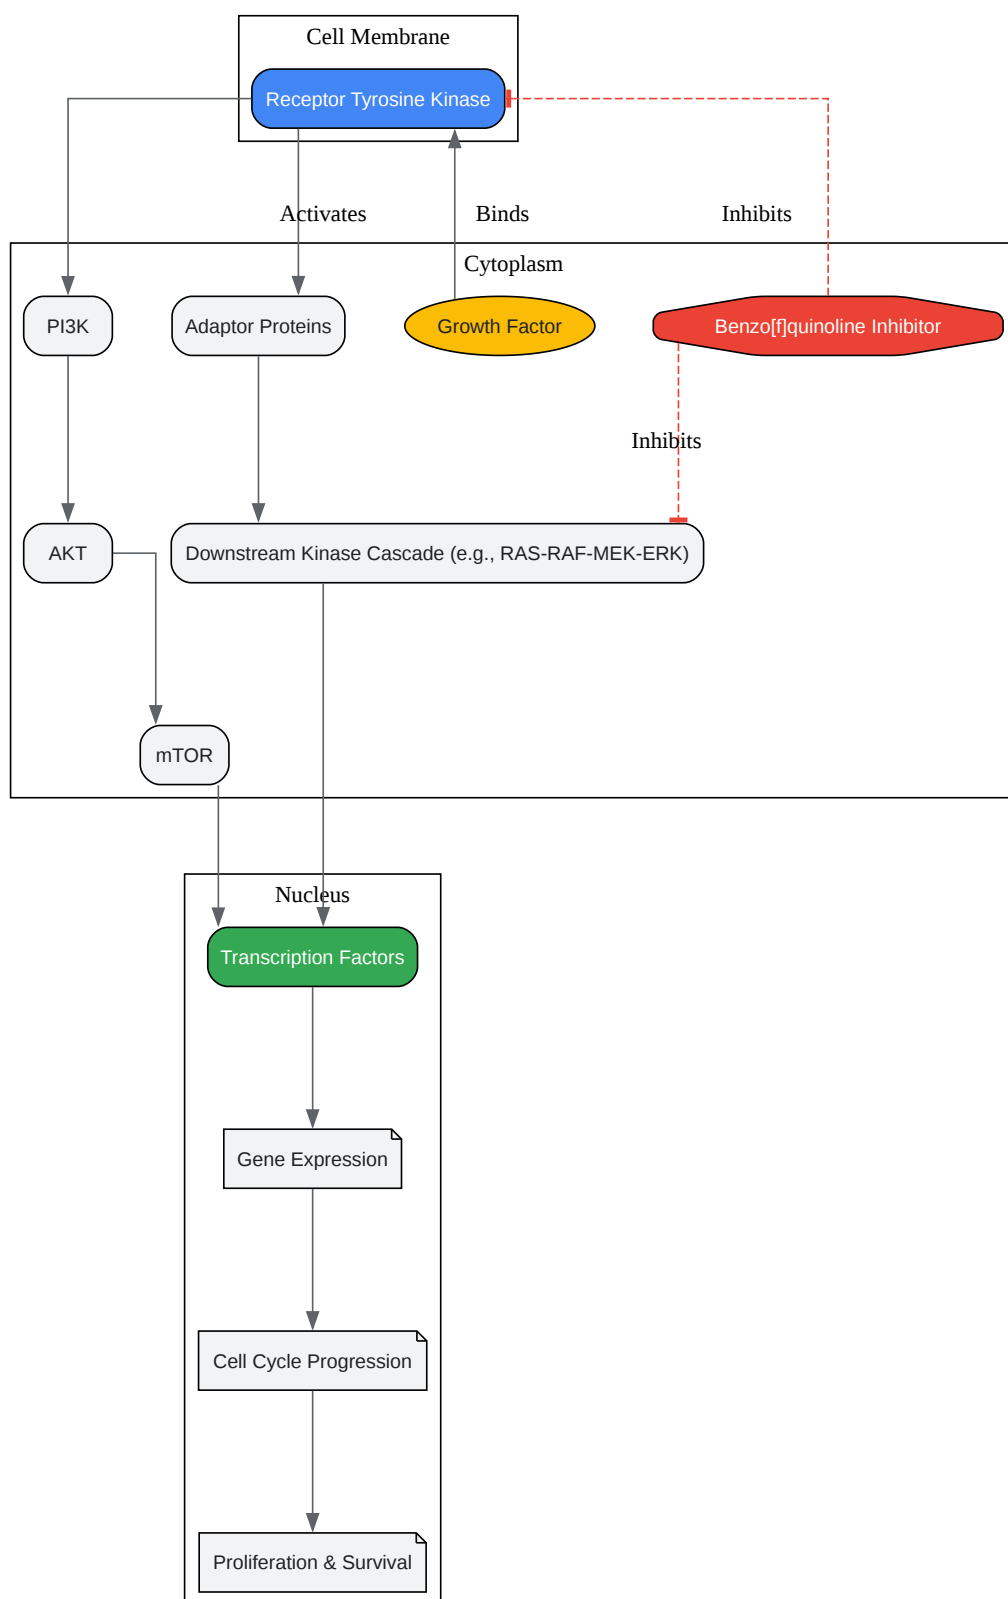 Cell Membrane
Receptor Tyrosine Kinase
Activates
Binds
Inhibits
Cytoplasm
PI3K
Adaptor Proteins
Growth Factor
Benzo[f]quinoline Inhibitor
Inhibits
AKT
Downstream Kinase Cascade (e.g., RAS-RAF-MEK-ERK)
mTOR
Nucleus
Transcription Factors
Gene Expression
Cell Cycle Progression
Proliferation & Survival